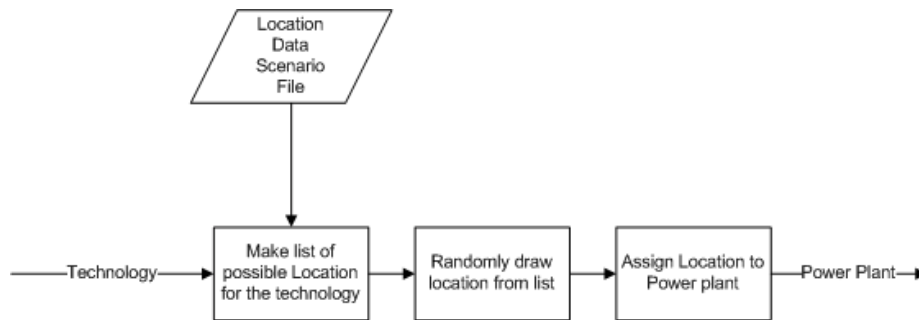 Location
Data
Scenario
File
Technology
Make list of
possible Location
for the technology
Randomly draw
location from list
Assign Location to
Power plant
Power Plant